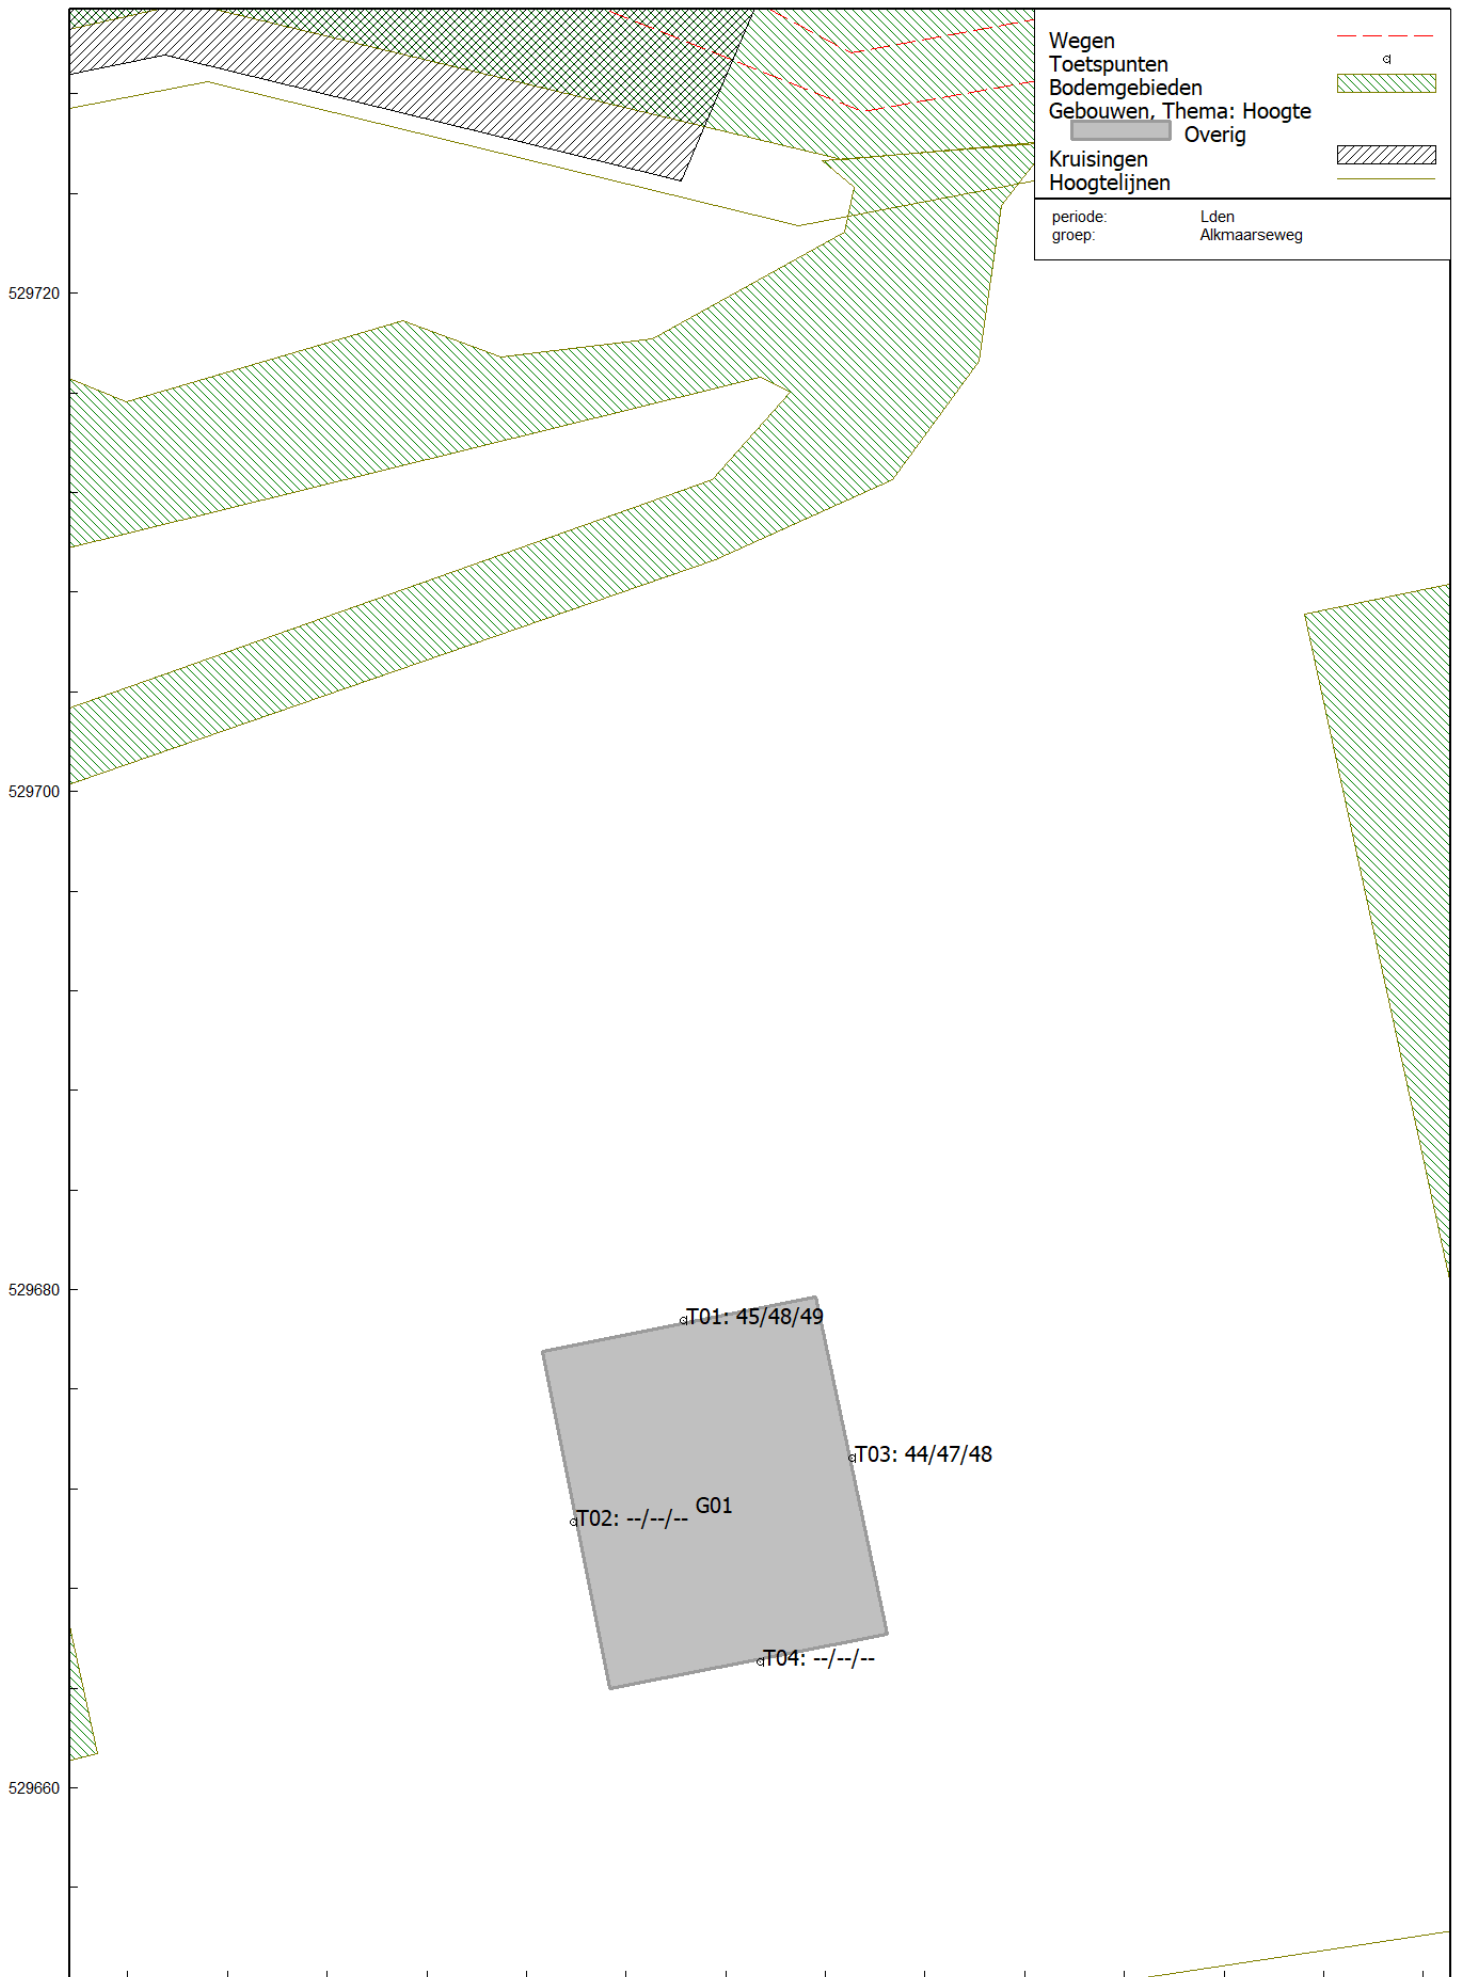 Wegen
Toetspunten
Bodemgebieden
Gebouwen, Thema: Hoogte
Overig
Kruisingen
Hoogtelijnen
periode: Lden
groep: Alkmaarseweg
529720
529700
529680
T01: 45/48/49
T03: 44/47/48
G01
T02: --/--/--
T04: --/--/--
529660